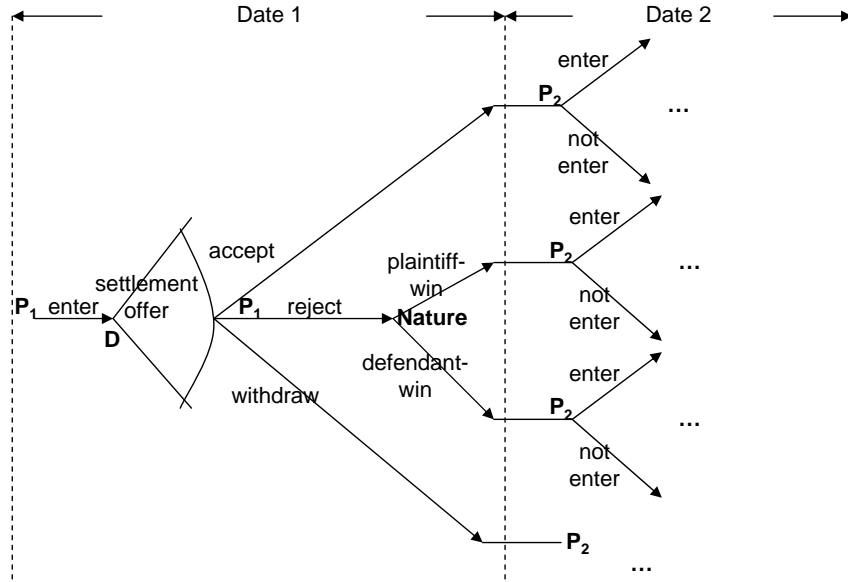 Date 1
Date 2
enter
P2
...
not
enter
enter
accept
plaintiff-
win
P2
...
settlement
offer
P1 enter
D
P1
reject
Nature
not
enter
defendant-
win
enter
withdraw
P2
...
not
enter
P2
...